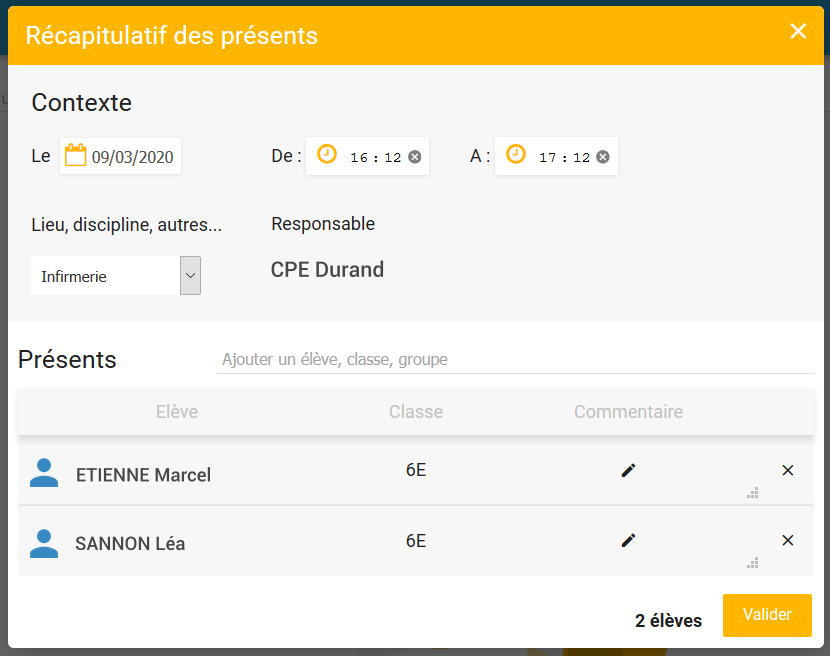 Récapitulatif des présents
Contexte
Le 09/03/2020 De : 16 : 12 A : 17 : 12
Lieu, discipline, autres... Responsable
Infirmerie CPE Durand
Présents Ajouter un élève, classe, groupe
Elève Classe Commentaire
ETIENNE Marcel 6E
SANNON Léa 6E
2 élèves Valider